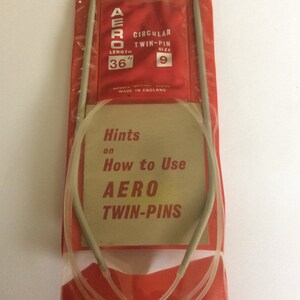 AERO
CIRCULAR
TWIN-PIN
LENGTH
SIZE
36"
9
MADE IN ENGLAND
Hints
on
How to Use
AERO
TWIN-PINS